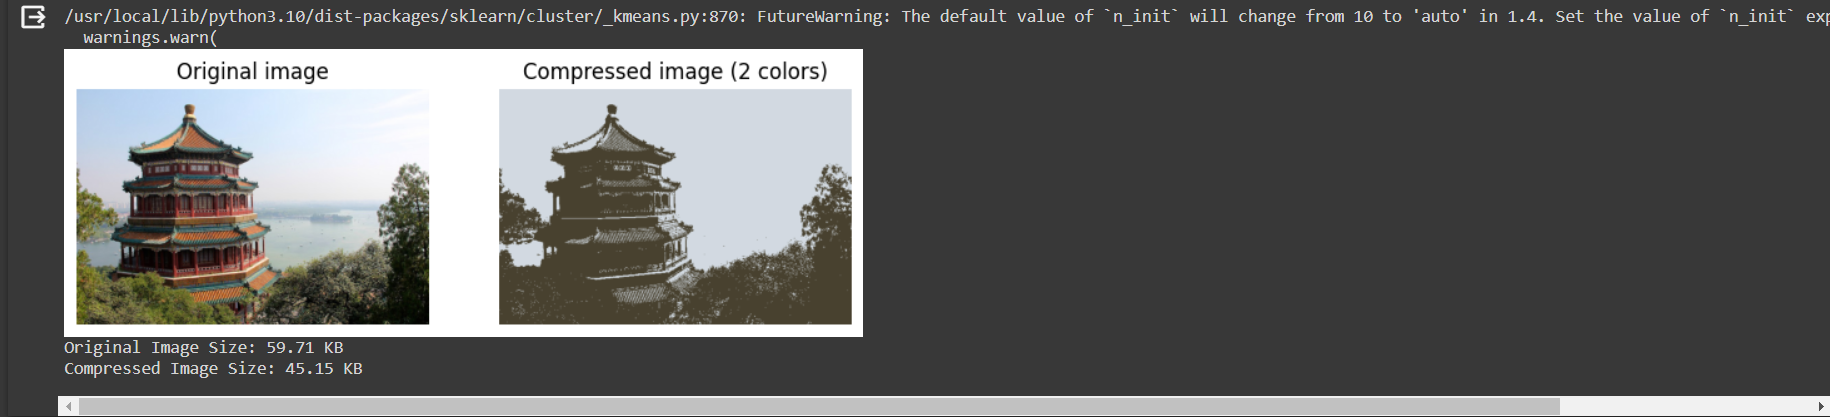 /usr/local/lib/python3.10/dist-packages/sklearn/cluster/_kmeans.py:870: FutureWarning: The default value of `n_init` will change from 10 to 'auto' in 1.4. Set the value of `n_init` exp
warnings.warn(
Original image
Compressed image (2 colors)
Original Image Size: 59.71 KB
Compressed Image Size: 45.15 KB